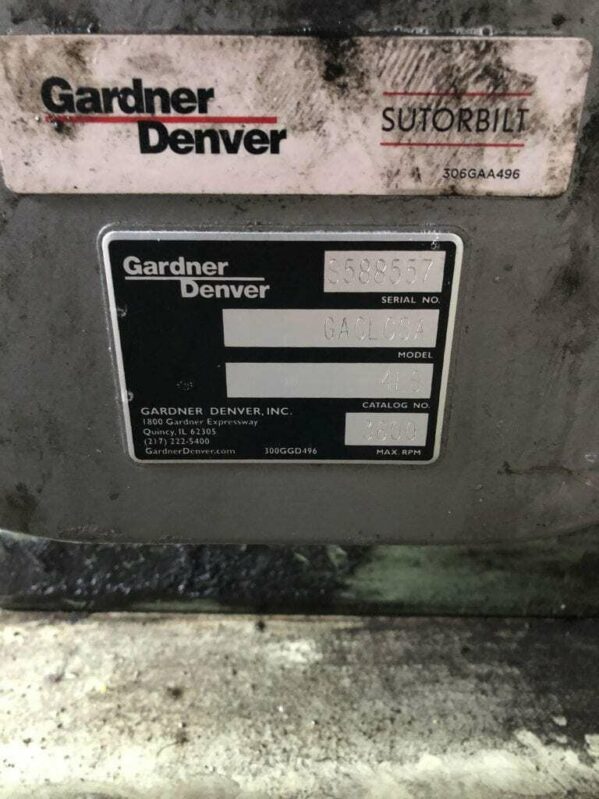 Gardner
Denver
SUTORBILT
306GAA496
Gardner
Denver
S588557
SERIAL NO.
MODEL
CATALOG NO.
GARDNER DENVER, INC.
1800 Gardner Expressway
Quincy, IL 62305
(217) 222-5400
GardnerDenver.com
300GGD496
3600
MAX. RPM